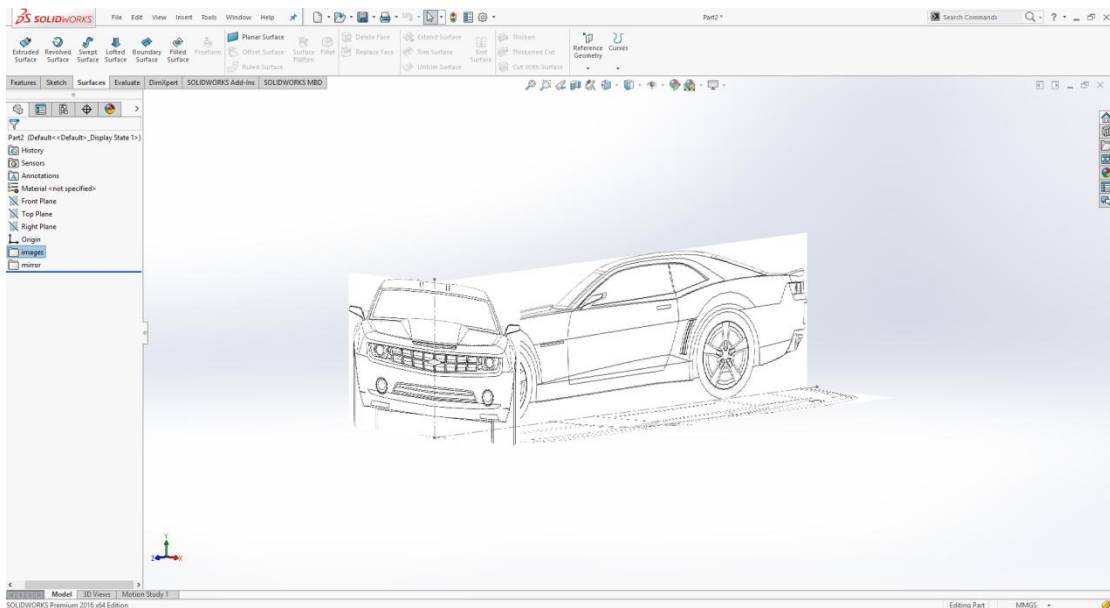 SOLIDWORKS File Edit View Insert Tools Window Help Part2 * Search Commands
Extruded Surface
Revolved Surface
Swept Surface
Lofted Surface
Boundary Surface
Filled Surface
Freeform
Planar Surface
Offset Surface
Ruled Surface
Surface Flatten
Fillet
Delete Face
Replace Face
Extend Surface
Trim Surface
Untrim Surface
Knit Surface
Thicken
Thickened Cut
Cut With Surface
Reference Geometry
Curves
Features Sketch Surfaces Evaluate DimXpert SOLIDWORKS Add-Ins SOLIDWORKS MBD
Part2 (Default<<Default>_Display State 1>)
History
Sensors
Annotations
Material <not specified>
Front Plane
Top Plane
Right Plane
Origin
images
mirror
Y
Z X
Model 3D Views Motion Study 1
SOLIDWORKS Premium 2016 x64 Edition Editing Part MMGS